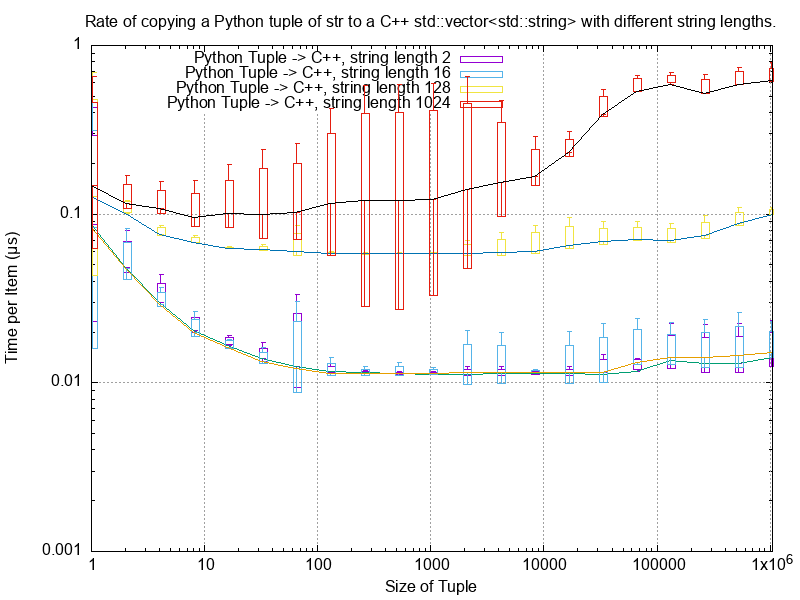 Rate of copying a Python tuple of str to a C++ std::vector<std::string> with different string lengths.
Python Tuple -> C++, string length 2
Python Tuple -> C++, string length 16
Python Tuple -> C++, string length 128
Python Tuple -> C++, string length 1024
Time per Item (µs)
1
0.1
0.01
0.001
1 10 100 1000 10000 100000 1x10⁶
Size of Tuple